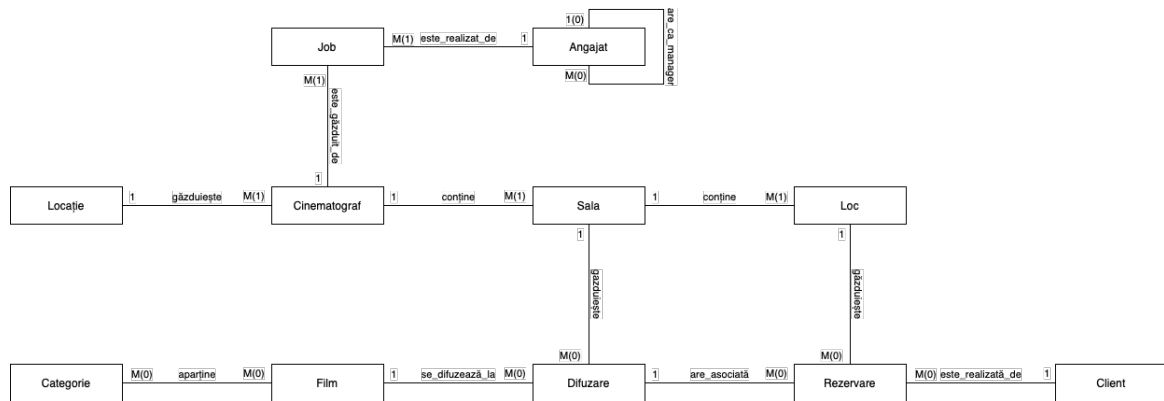 1(0)
Job
M(1)
este_realizat_de
1
Angajat
are_ca_manager
M(1)
M(0)
este_găzduit_de
1
Locație
1
găzduiește
M(1)
Cinematograf
1
conține
M(1)
Sala
1
conține
M(1)
Loc
1
1
gazduiește
găzduiește
M(0)
M(0)
Categorie
M(0)
aparține
M(0)
Film
1
se_difuzează_la
M(0)
Difuzare
1
are_asociată
M(0)
Rezervare
M(0)
este_realizată_de
1
Client